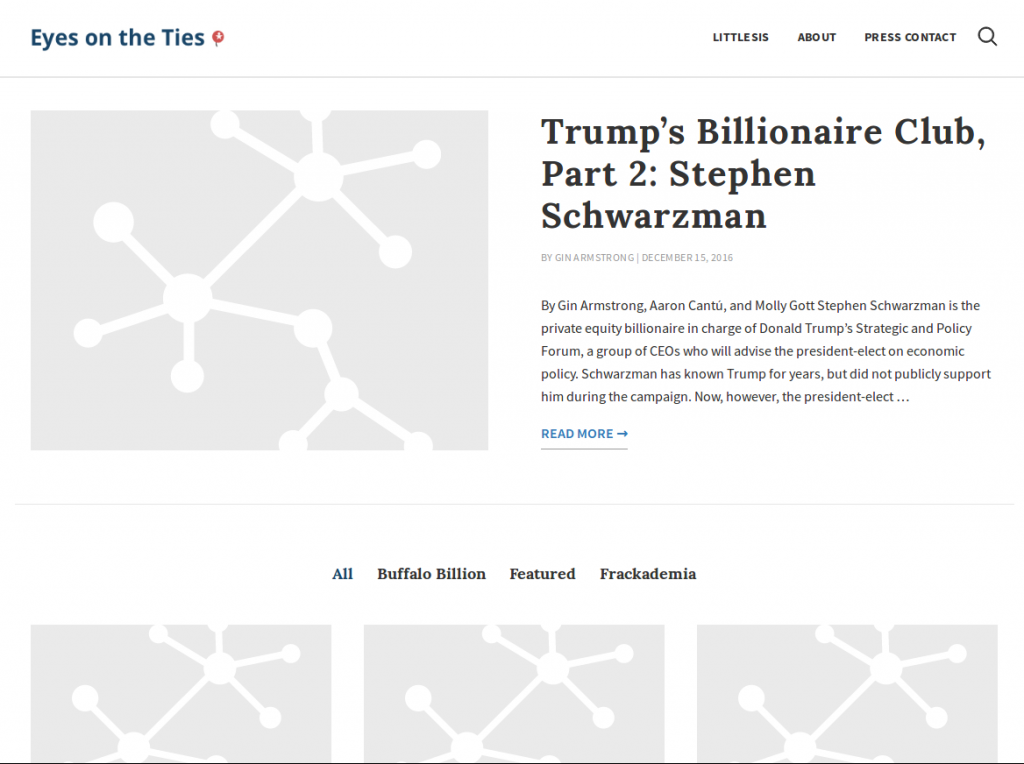 Eyes on the Ties
LITTLESIS ABOUT PRESS CONTACT
Trump’s Billionaire Club,
Part 2: Stephen
Schwarzman
BY GIN ARMSTRONG | DECEMBER 15, 2016
By Gin Armstrong, Aaron Cantú, and Molly Gott Stephen Schwarzman is the
private equity billionaire in charge of Donald Trump’s Strategic and Policy
Forum, a group of CEOs who will advise the president-elect on economic
policy. Schwarzman has known Trump for years, but did not publicly support
him during the campaign. Now, however, the president-elect …
READ MORE →
All Buffalo Billion Featured Frackademia